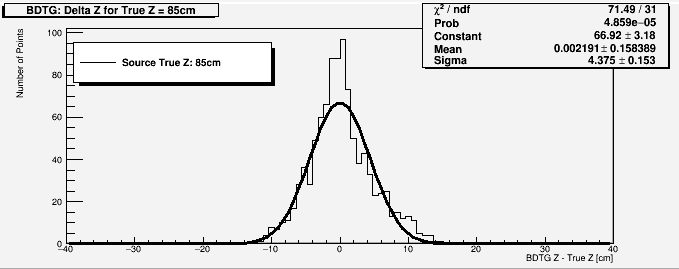 BDTG: Delta Z for True Z = 85cm
χ² / ndf 71.49 / 31
Prob 4.859e−05
Constant 66.92 ± 3.18
Mean 0.002191 ± 0.158389
Sigma 4.375 ± 0.153
Number of Points
Source True Z: 85cm
100
80
60
40
20
0
−40 −30 −20 −10 0 10 20 30 40
BDTG Z - True Z [cm]